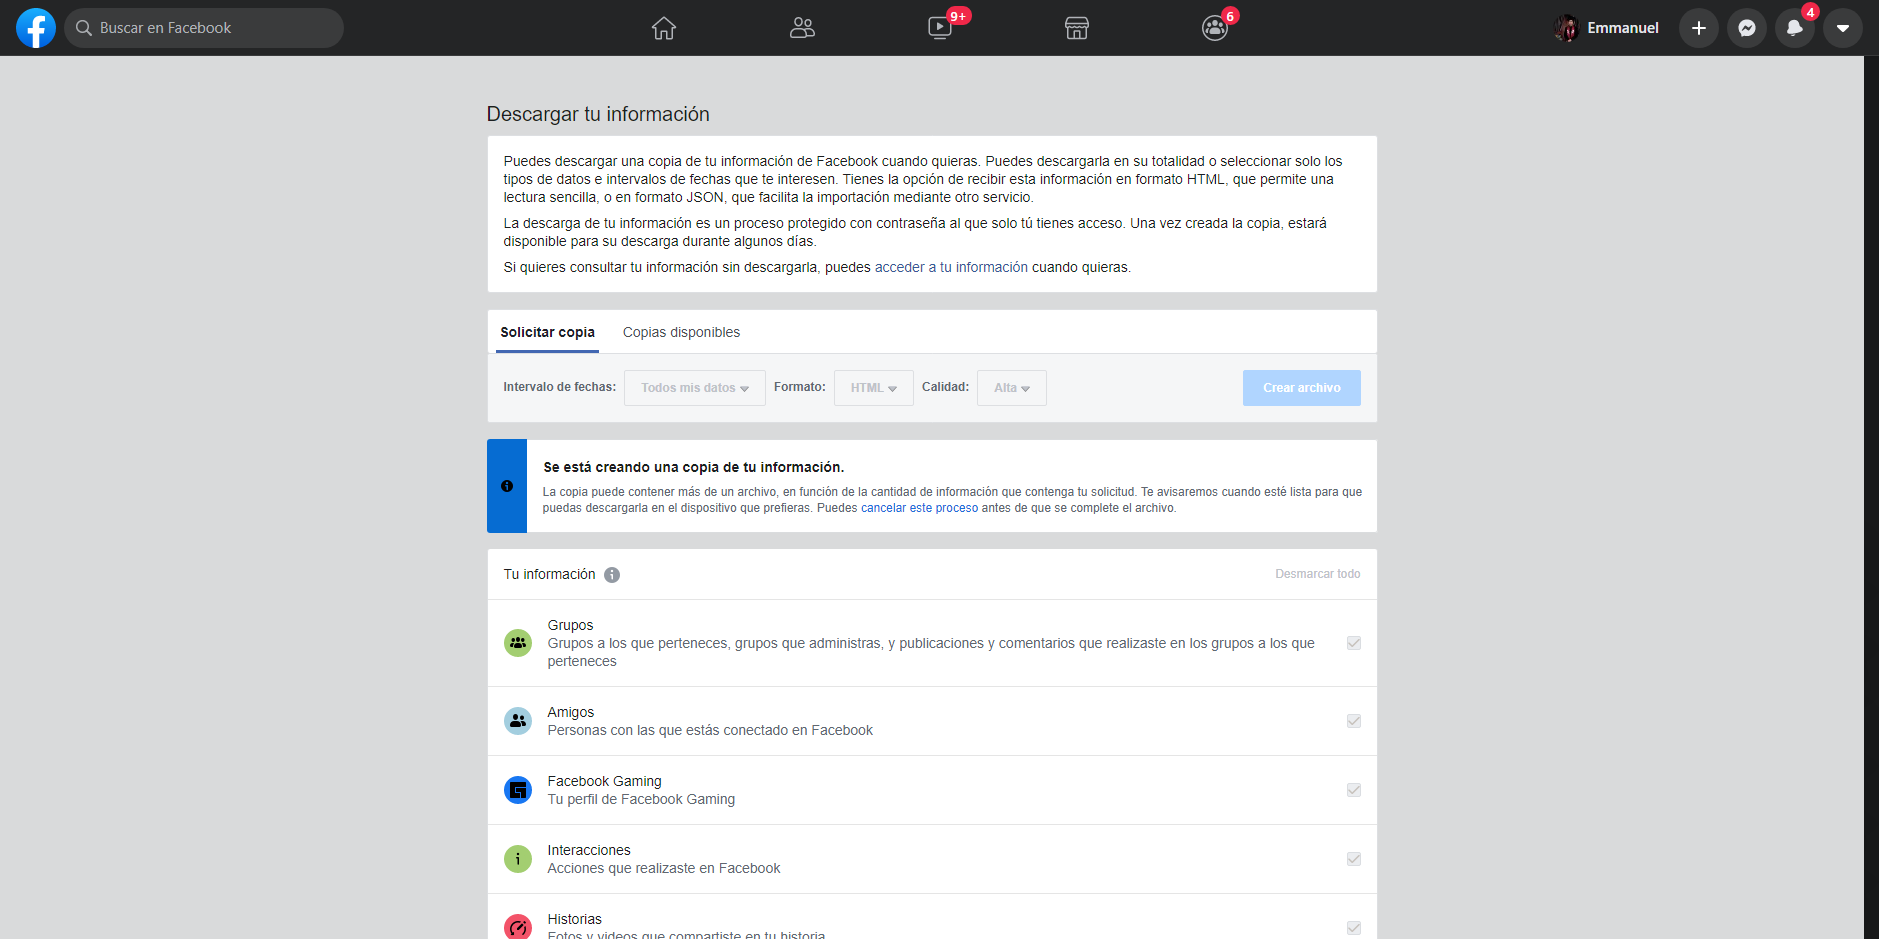 Buscar en Facebook
9+
6
Emmanuel
4
Descargar tu información
Puedes descargar una copia de tu información de Facebook cuando quieras. Puedes descargarla en su totalidad o seleccionar solo los
tipos de datos e intervalos de fechas que te interesen. Tienes la opción de recibir esta información en formato HTML, que permite una
lectura sencilla, o en formato JSON, que facilita la importación mediante otro servicio.
La descarga de tu información es un proceso protegido con contraseña al que solo tú tienes acceso. Una vez creada la copia, estará
disponible para su descarga durante algunos días.
Si quieres consultar tu información sin descargarla, puedes acceder a tu información cuando quieras.
Solicitar copia Copias disponibles
Intervalo de fechas: Todos mis datos Formato: HTML Calidad: Alta Crear archivo
Se está creando una copia de tu información.
La copia puede contener más de un archivo, en función de la cantidad de información que contenga tu solicitud. Te avisaremos cuando esté lista para que
puedas descargarla en el dispositivo que prefieras. Puedes cancelar este proceso antes de que se complete el archivo.
Tu información Desmarcar todo
Grupos
Grupos a los que perteneces, grupos que administras, y publicaciones y comentarios que realizaste en los grupos a los que
perteneces
Amigos
Personas con las que estás conectado en Facebook
Facebook Gaming
Tu perfil de Facebook Gaming
Interacciones
Acciones que realizaste en Facebook
Historias
Fotos y videos que compartiste en tu historia